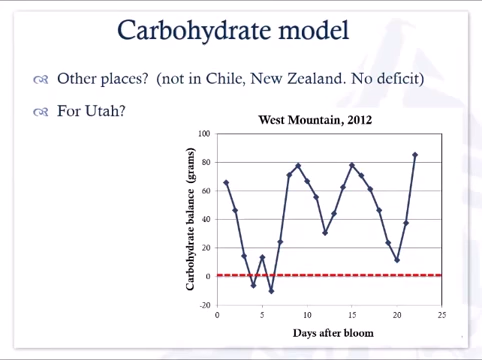 Carbohydrate model
Other places? (not in Chile, New Zealand. No deficit)
For Utah?
West Mountain, 2012
Carbohydrate balance (grams)
100
80
60
40
20
0
-20
0 5 10 15 20 25
Days after bloom